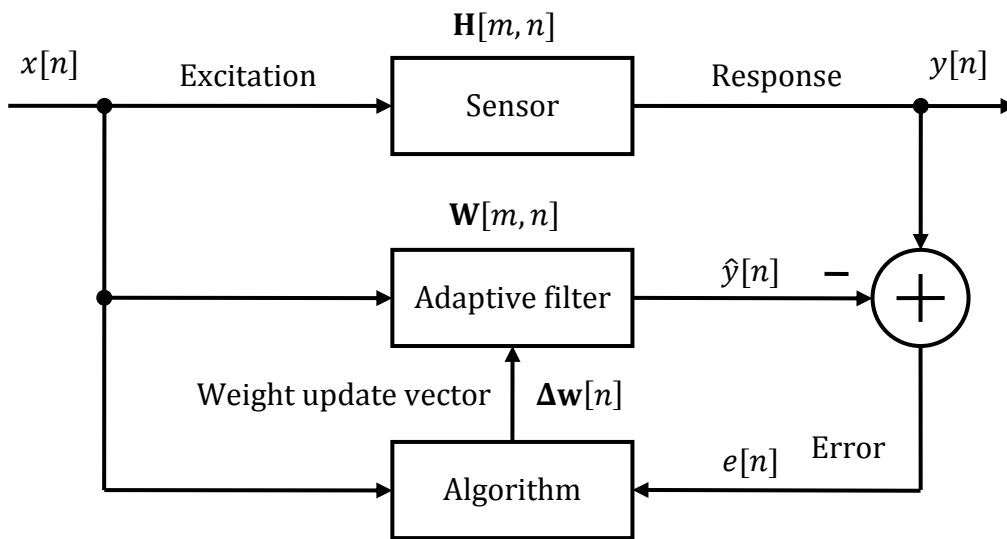 𝐇[m, n]
x[n]
Excitation
Sensor
Response
y[n]
𝐖[m, n]
Adaptive filter
ŷ[n]
−
+
Weight update vector
𝚫𝐰[n]
Algorithm
e[n]
Error